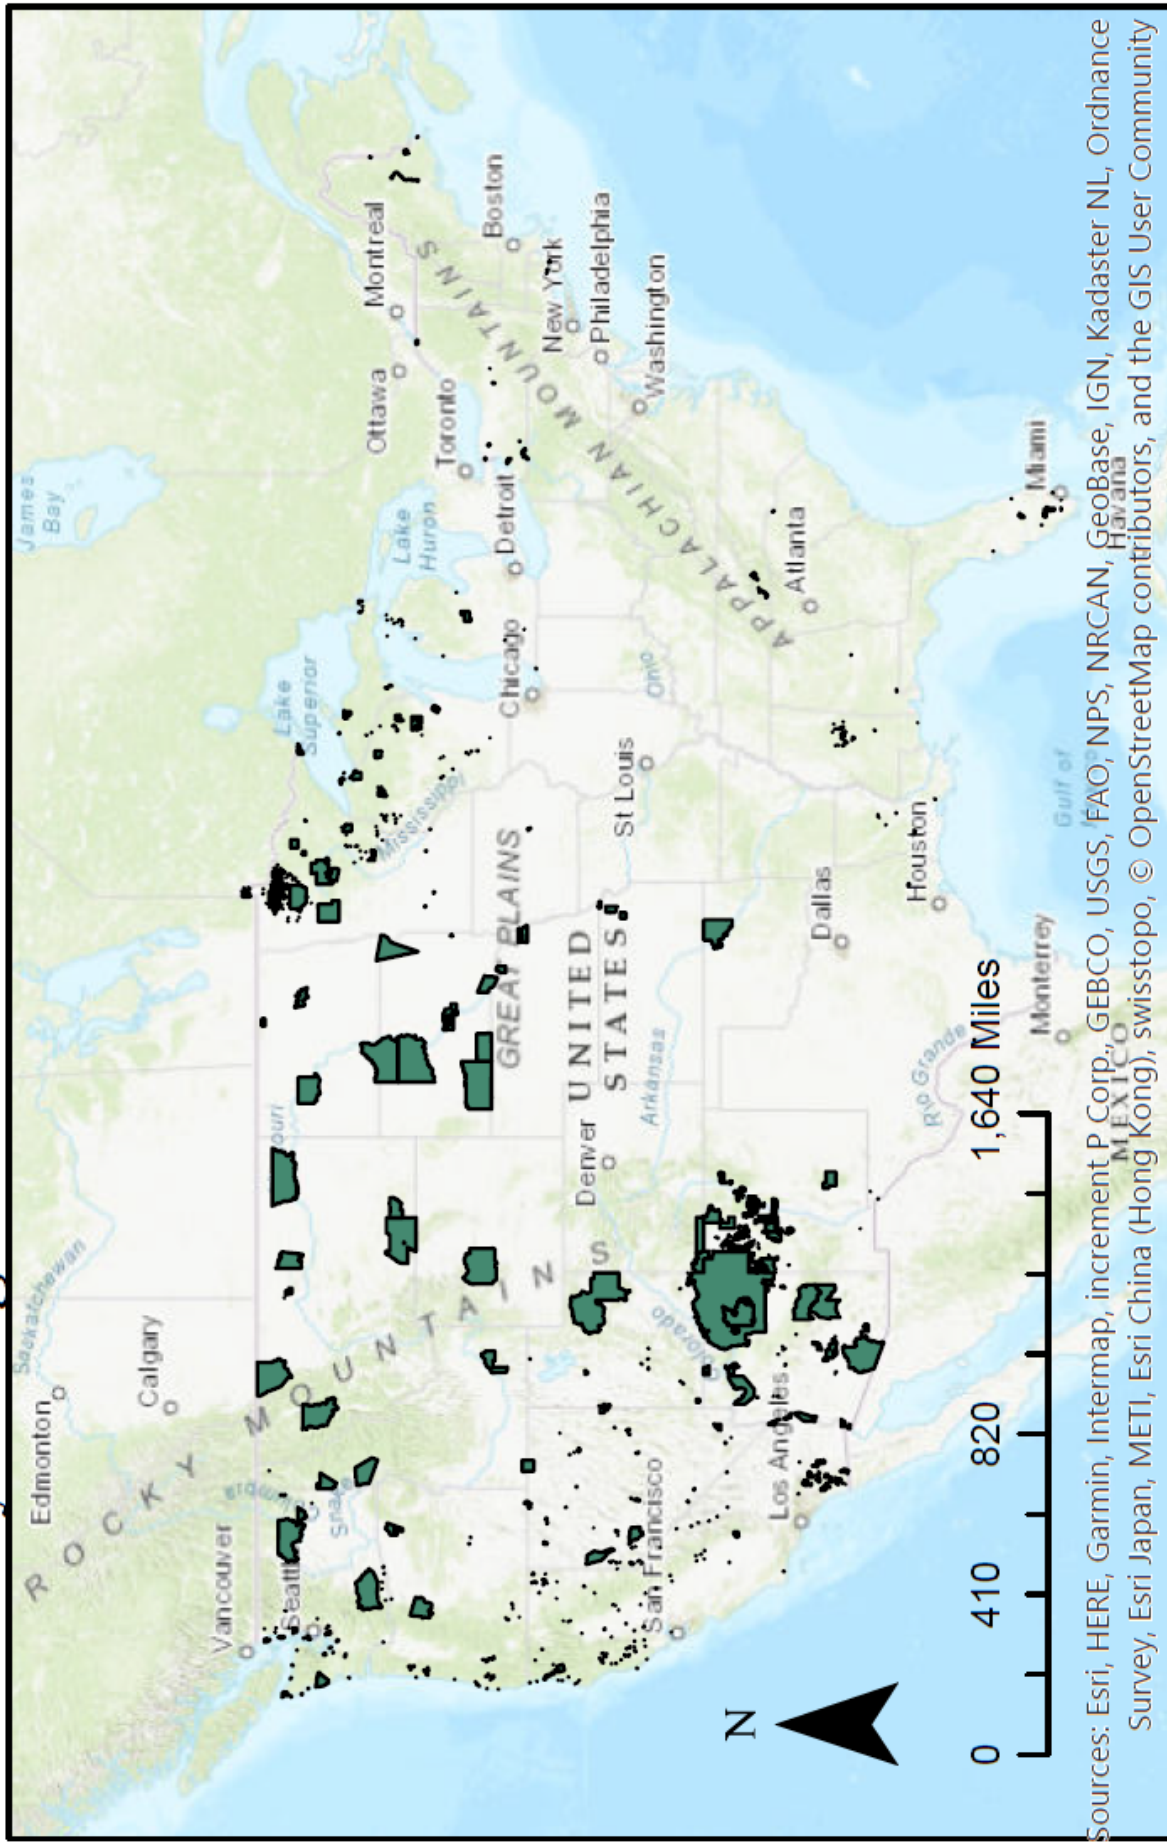 Edmonton
Saskatchewan
James
Bay
Calgary
Vancouver
Columbia
Seattl
Snake
ouri
Lake
Superior
Ottawa
Montreal
Lake
Huron
Toronto
Mississippi
ROCKY MOUNTAINS
Detroit
Boston
Chicago
New York
Philadelphia
GREAT PLAINS
APPALACHIAN MOUNTAINS
Denver
UNITED
STATES
St Louis
Ohio
Washington
San Francisco
Colorado
Arkansas
Los Angeles
Atlanta
Dallas
Houston
Rio Grande
Monterrey
Gulf of
Miami
Havana
MEXICO
N
0 410 820 1,640 Miles
Sources: Esri, HERE, Garmin, Intermap, increment P Corp., GEBCO, USGS, FAO, NPS, NRCAN, GeoBase, IGN, Kadaster NL, Ordnance
Survey, Esri Japan, METI, Esri China (Hong Kong), swisstopo, © OpenStreetMap contributors, and the GIS User Community